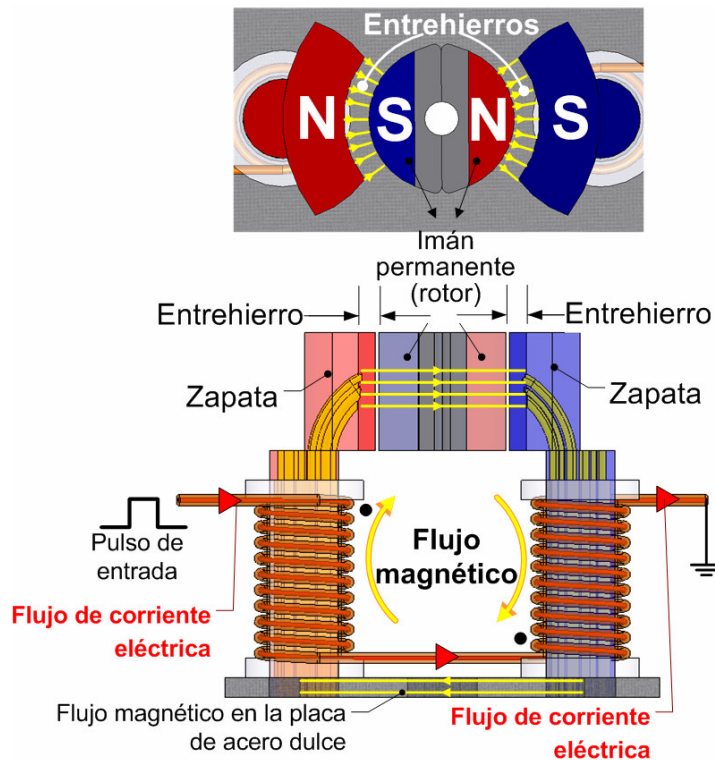 Entrehierros
N
S
N
S
Imán
permanente
(rotor)
Entrehierro
Entrehierro
Zapata
Zapata
Pulso de
entrada
Flujo
magnético
Flujo de corriente
eléctrica
Flujo magnético en la placa
de acero dulce
Flujo de corriente
eléctrica